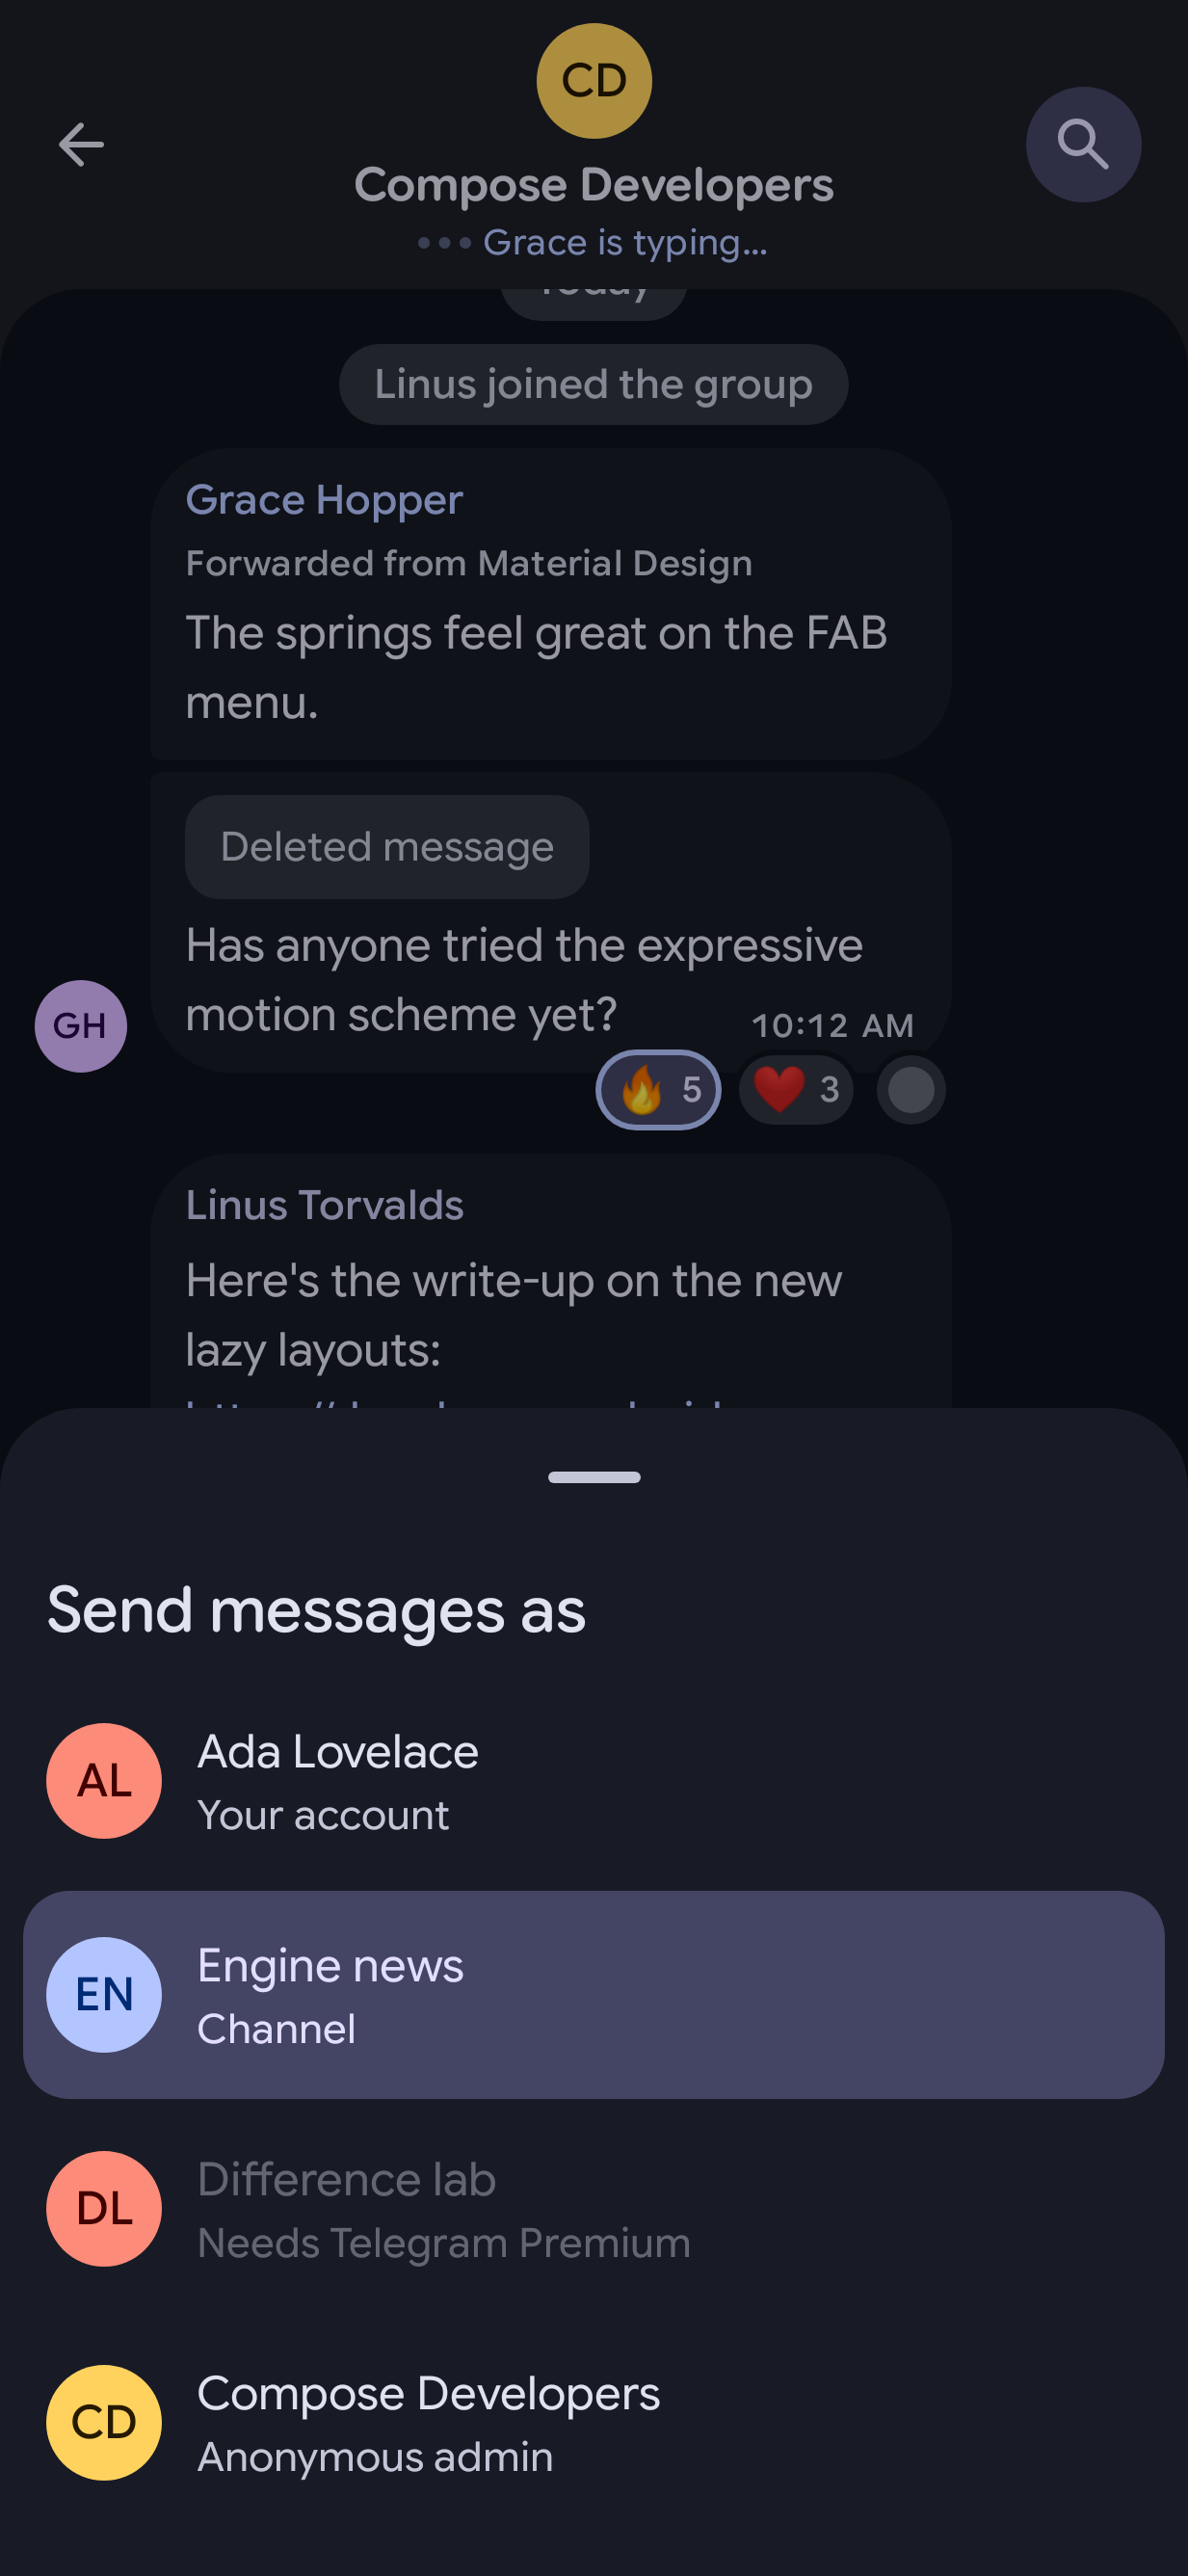 CD
Compose Developers
Grace is typing...
Today
Linus joined the group
Grace Hopper
Forwarded from Material Design
The springs feel great on the FAB
menu.
Deleted message
Has anyone tried the expressive
motion scheme yet?
10:12 AM
GH
5
3
Linus Torvalds
Here's the write-up on the new
lazy layouts:
Send messages as
AL
Ada Lovelace
Your account
EN
Engine news
Channel
DL
Difference lab
Needs Telegram Premium
CD
Compose Developers
Anonymous admin